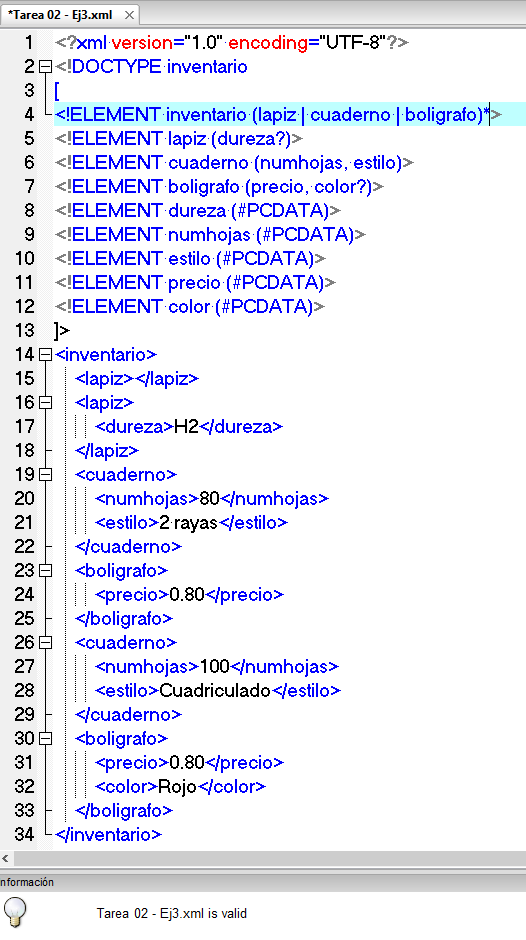 *Tarea 02 - Ej3.xml
1 <?xml version="1.0" encoding="UTF-8"?>
2 <!DOCTYPE inventario
3 [
4 <!ELEMENT inventario (lapiz | cuaderno | boligrafo)*>
5 <!ELEMENT lapiz (dureza?)>
6 <!ELEMENT cuaderno (numhojas, estilo)>
7 <!ELEMENT boligrafo (precio, color?)>
8 <!ELEMENT dureza (#PCDATA)>
9 <!ELEMENT numhojas (#PCDATA)>
10 <!ELEMENT estilo (#PCDATA)>
11 <!ELEMENT precio (#PCDATA)>
12 <!ELEMENT color (#PCDATA)>
13 ]>
14 <inventario>
15 <lapiz></lapiz>
16 <lapiz>
17 <dureza>H2</dureza>
18 </lapiz>
19 <cuaderno>
20 <numhojas>80</numhojas>
21 <estilo>2 rayas</estilo>
22 </cuaderno>
23 <boligrafo>
24 <precio>0.80</precio>
25 </boligrafo>
26 <cuaderno>
27 <numhojas>100</numhojas>
28 <estilo>Cuadriculado</estilo>
29 </cuaderno>
30 <boligrafo>
31 <precio>0.80</precio>
32 <color>Rojo</color>
33 </boligrafo>
34 </inventario>
nformación
Tarea 02 - Ej3.xml is valid